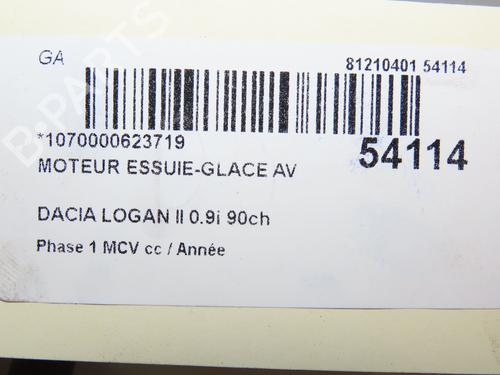 GA
81210401 54114
*1070000623719
54114
MOTEUR ESSUIE-GLACE AV
DACIA LOGAN II 0.9i 90ch
Phase 1 MCV cc / Année
B-PARTS